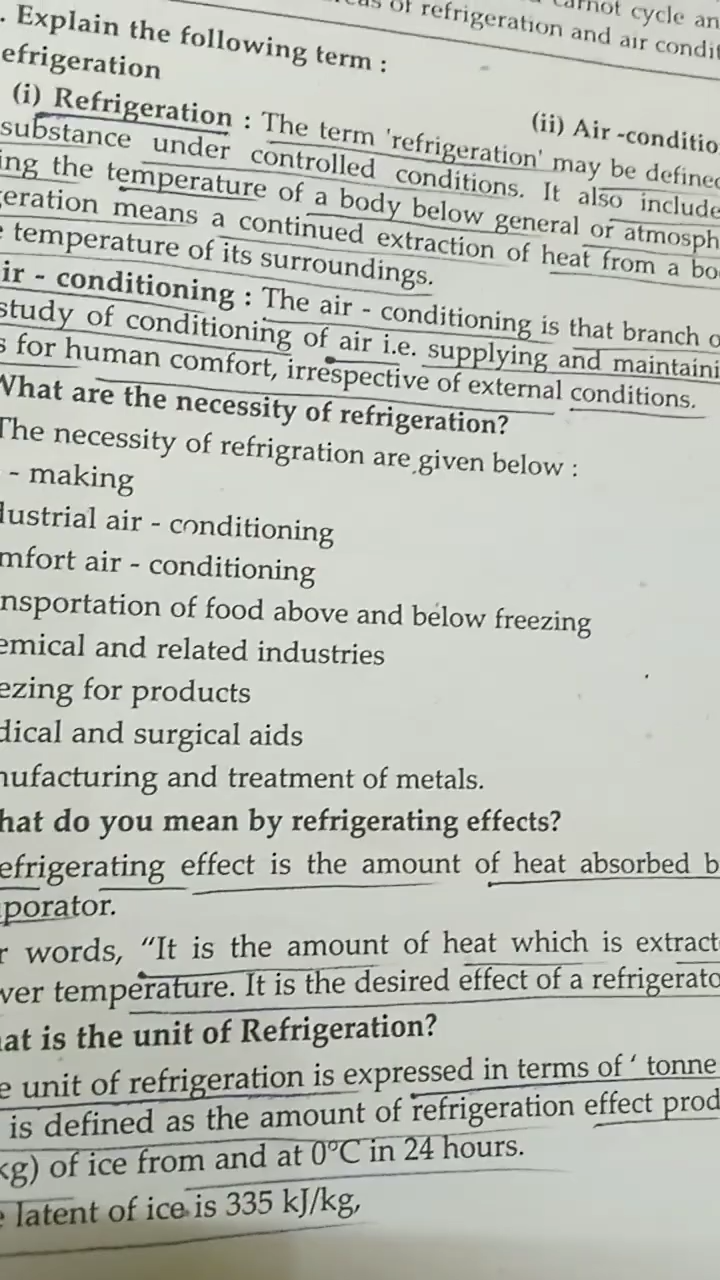 of refrigeration and air condit
Carnot cycle an
. Explain the following term :
efrigeration
(ii) Air -conditio
(i) Refrigeration : The term 'refrigeration' may be defined
substance under controlled conditions. It also include
ing the temperature of a body below general or atmosph
eration means a continued extraction of heat from a bo
temperature of its surroundings.
ir - conditioning : The air - conditioning is that branch o
study of conditioning of air i.e. supplying and maintaini
s for human comfort, irrespective of external conditions.
What are the necessity of refrigeration?
The necessity of refrigration are given below :
- making
dustrial air - conditioning
mfort air - conditioning
nsportation of food above and below freezing
emical and related industries
ezing for products
dical and surgical aids
nufacturing and treatment of metals.
hat do you mean by refrigerating effects?
efrigerating effect is the amount of heat absorbed b
porator.
r words, “It is the amount of heat which is extract
wer temperature. It is the desired effect of a refrigerato
at is the unit of Refrigeration?
e unit of refrigeration is expressed in terms of ‘ tonne
is defined as the amount of refrigeration effect prod
kg) of ice from and at 0°C in 24 hours.
e latent of ice is 335 kJ/kg,